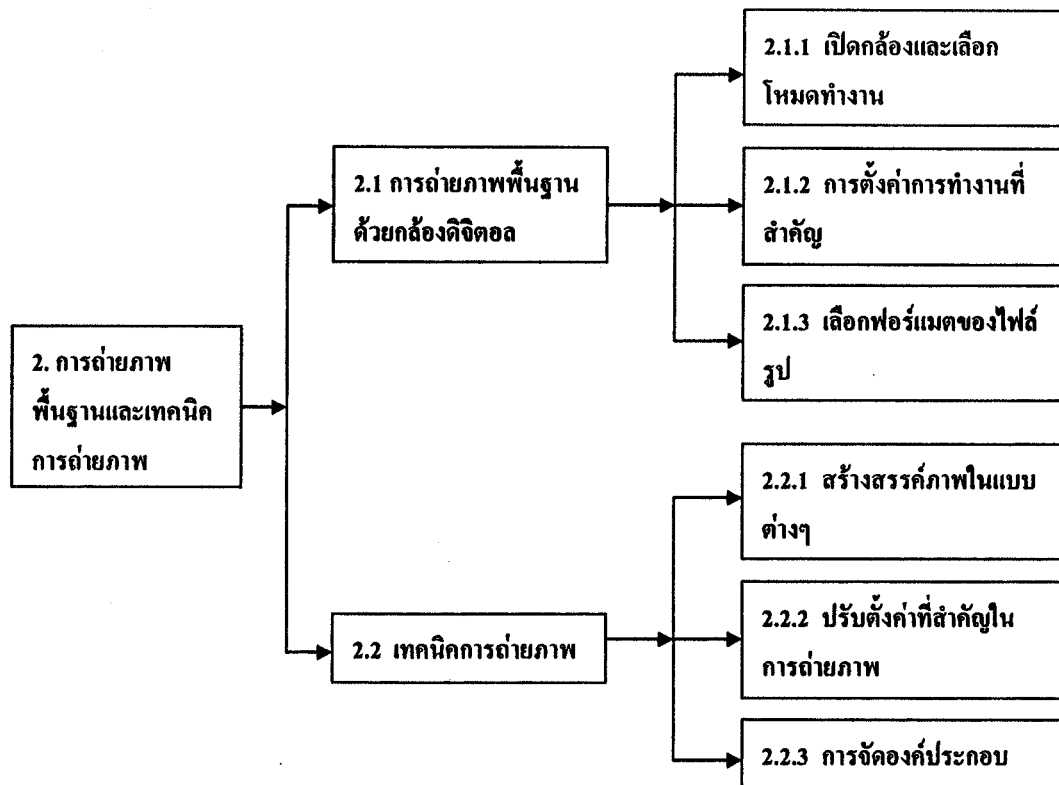 2.1.1 เปิดกล้องและเลือก
โหมดทำงาน
2.1 การถ่ายภาพพื้นฐาน
ด้วยกล้องดิจิตอล
2.1.2 การตั้งค่าการทำงานที่
สำคัญ
2.1.3 เลือกฟอร์แมตของไฟล์
รูป
2. การถ่ายภาพ
พื้นฐานและเทคนิค
การถ่ายภาพ
2.2.1 สร้างสรรค์ภาพในแบบ
ต่างๆ
2.2 เทคนิคการถ่ายภาพ
2.2.2 ปรับตั้งค่าที่สำคัญใน
การถ่ายภาพ
2.2.3 การจัดองค์ประกอบ